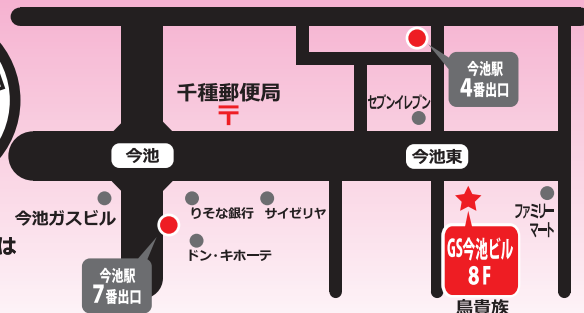 今池駅
4番出口
千種郵便局
〒
セブンイレブン
今池
今池東
今池ガスビル
りそな銀行
サイゼリヤ
ファミリー
マート
は
ドン・キホーテ
GS今池ビル
8F
今池駅
7番出口
鳥貴族